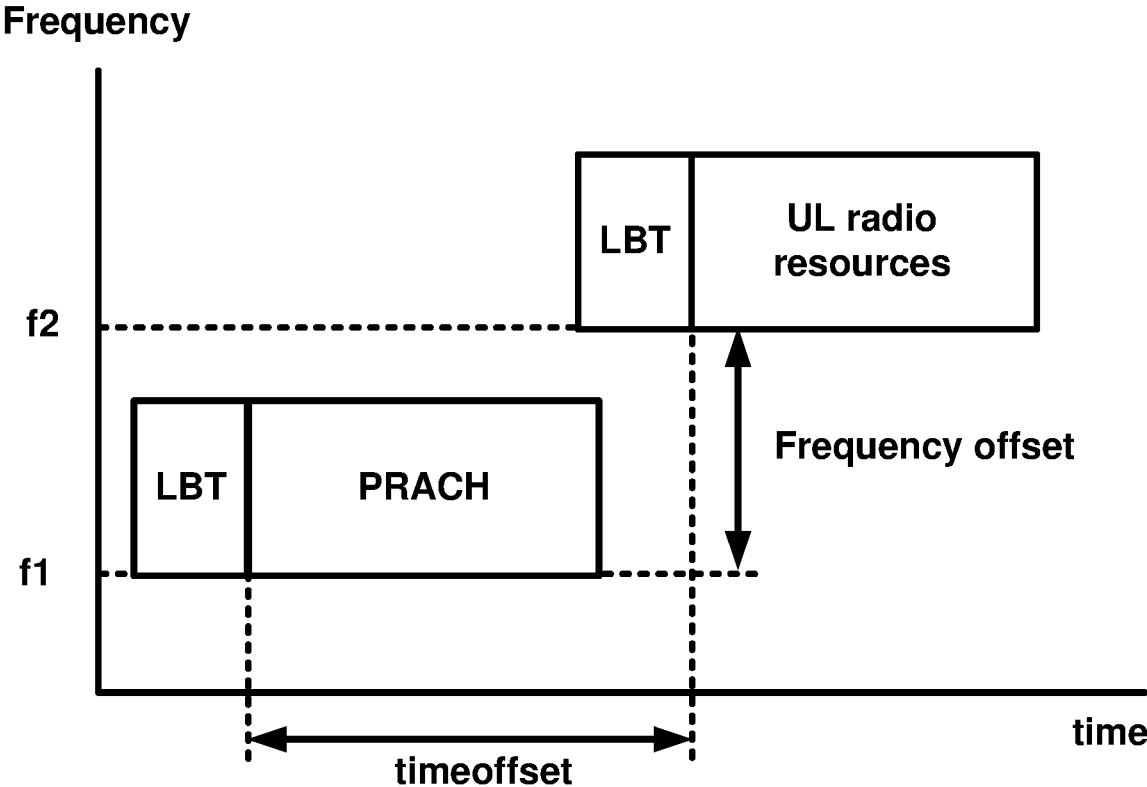 Frequency
LBT
UL radio
resources
f2
Frequency offset
LBT
PRACH
f1
time
timeoffset